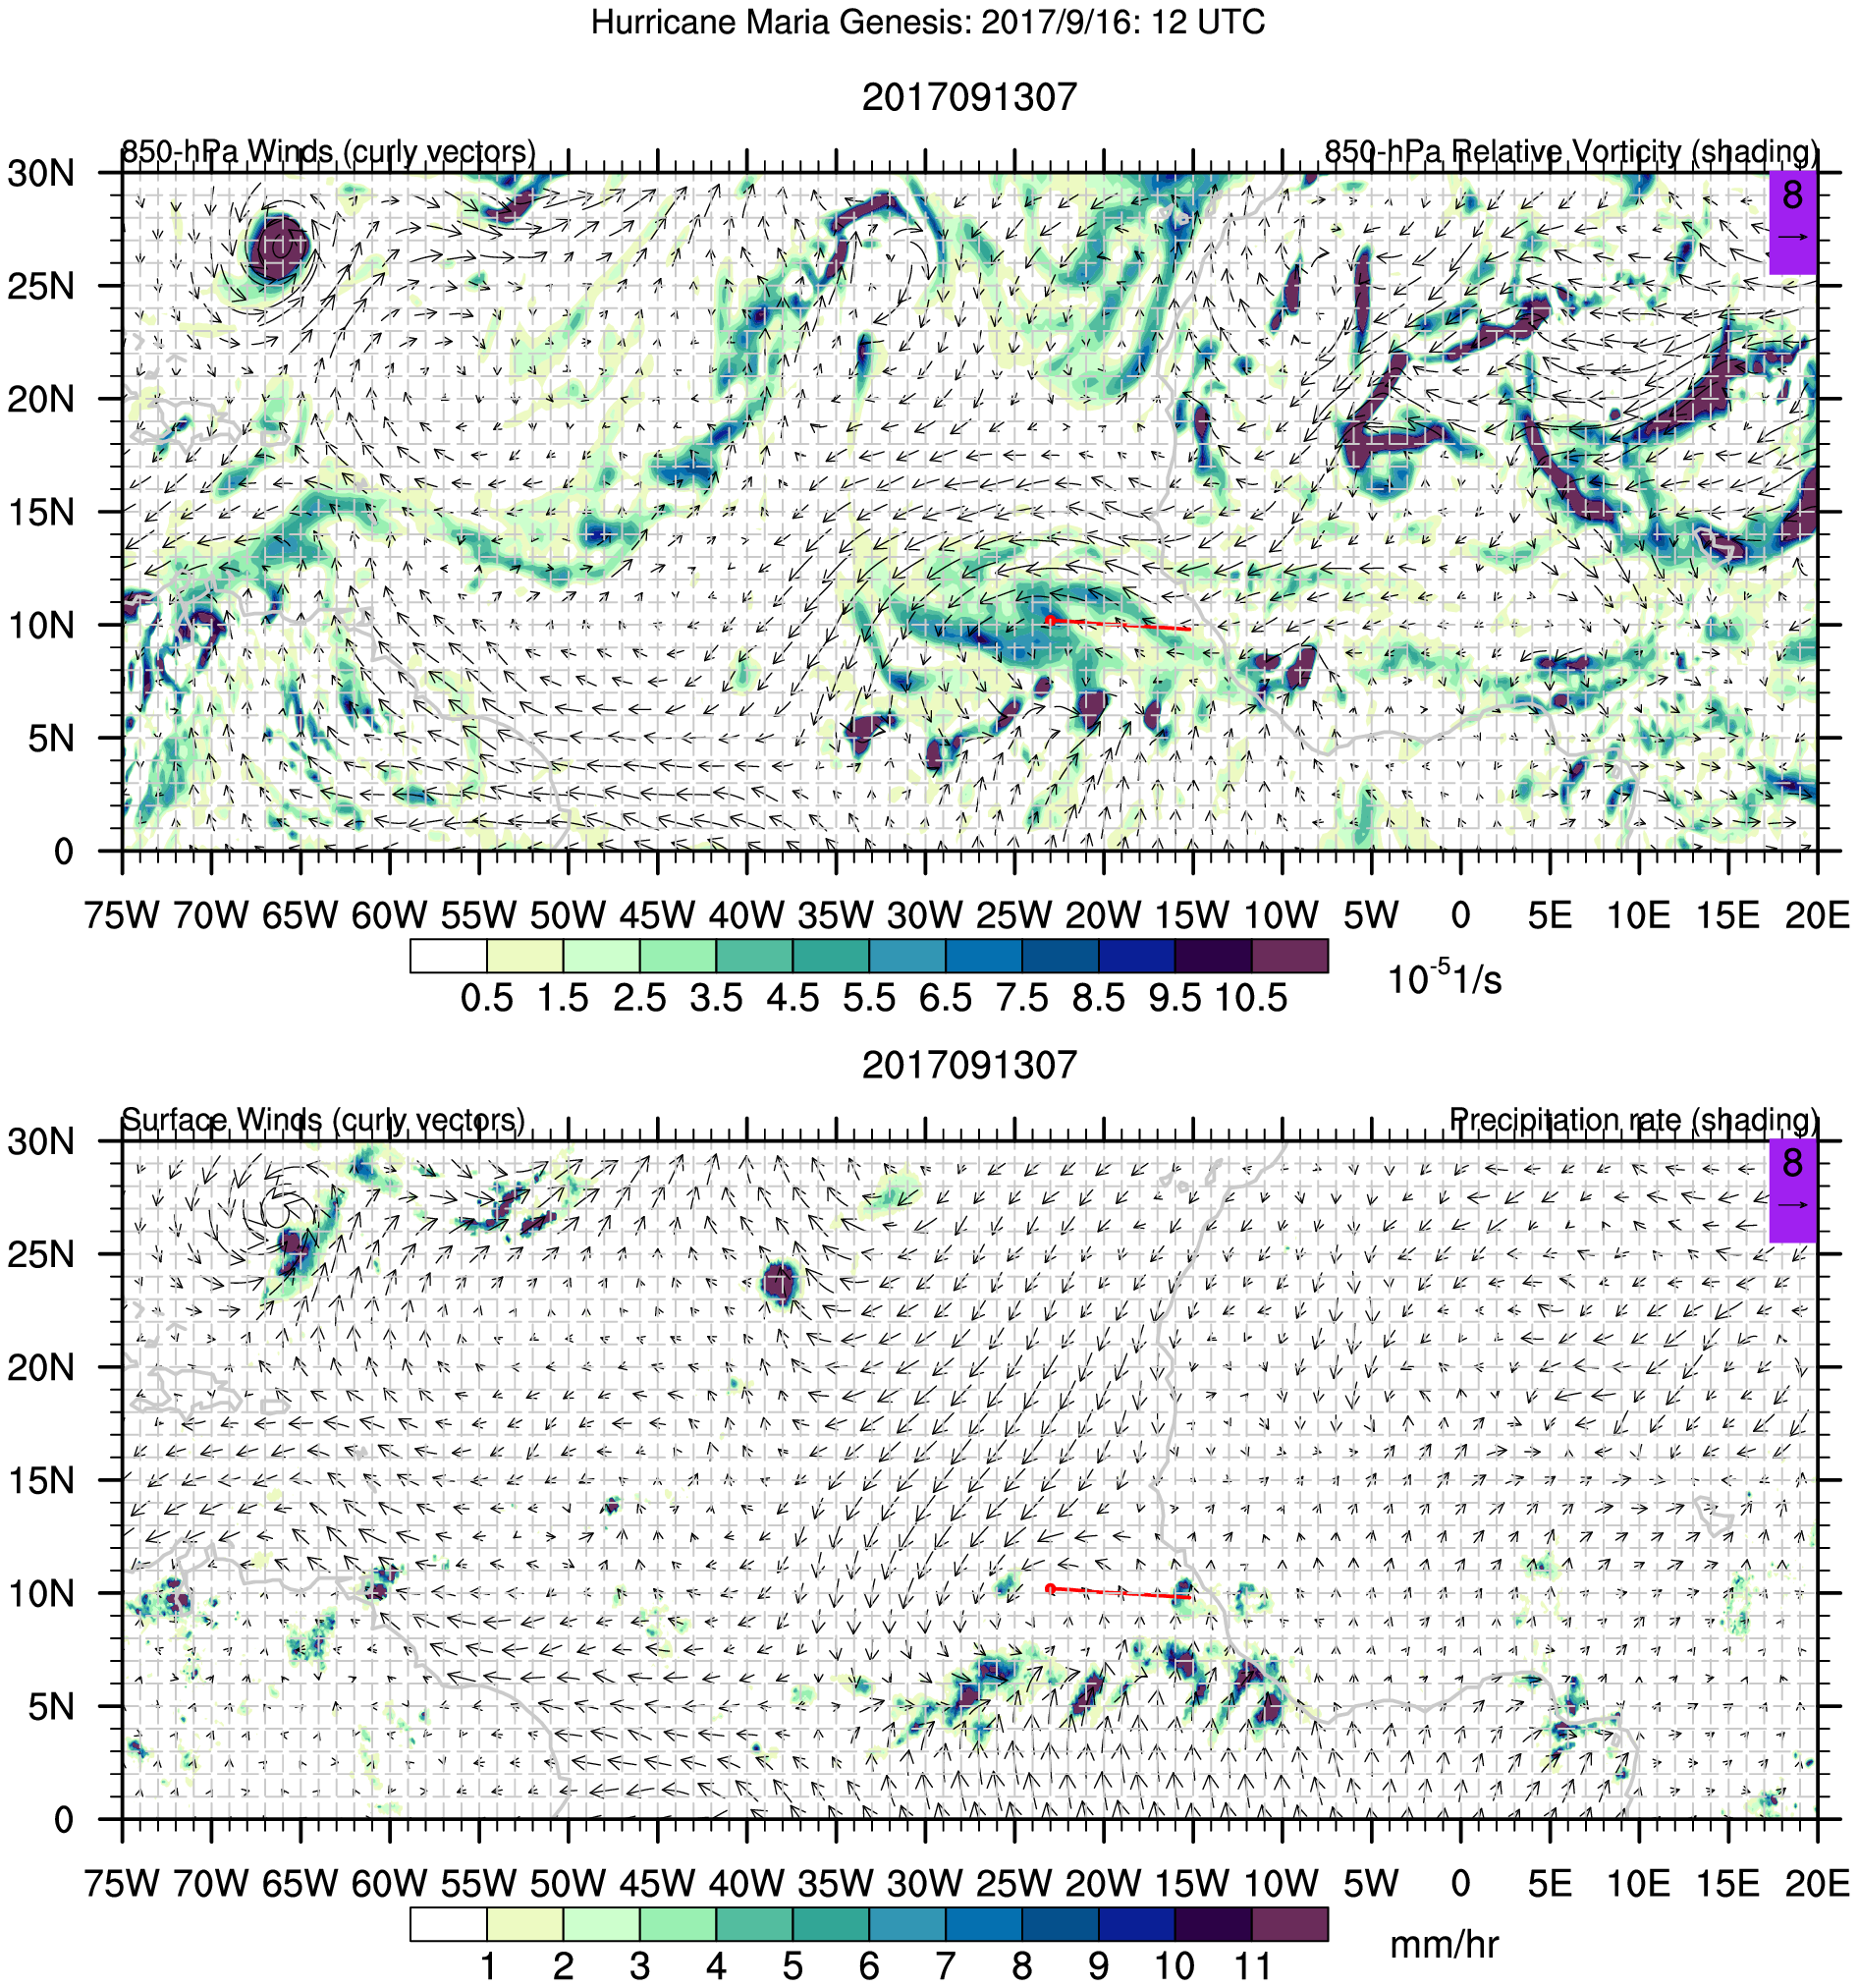 Hurricane Maria Genesis: 2017/9/16: 12 UTC
2017091307
850-hPa Winds (curly vectors) 850-hPa Relative Vorticity (shading)
30N
8
25N
20N
15N
10N
5N
0
75W 70W 65W 60W 55W 50W 45W 40W 35W 30W 25W 20W 15W 10W 5W 0 5E 10E 15E 20E
0.5 1.5 2.5 3.5 4.5 5.5 6.5 7.5 8.5 9.5 10.5 10⁻⁵1/s
2017091307
Surface Winds (curly vectors) Precipitation rate (shading)
30N
8
25N
20N
15N
10N
5N
0
75W 70W 65W 60W 55W 50W 45W 40W 35W 30W 25W 20W 15W 10W 5W 0 5E 10E 15E 20E
1 2 3 4 5 6 7 8 9 10 11 mm/hr